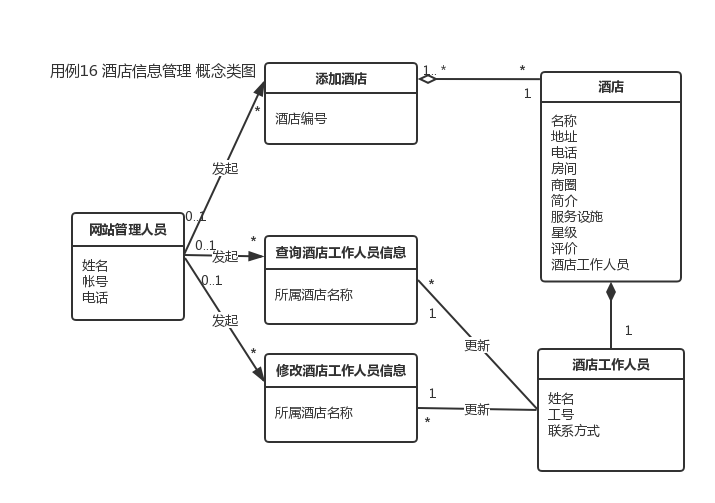 用例16 酒店信息管理 概念类图
添加酒店
酒店编号
1.. *
*
1
酒店
名称
地址
电话
房间
商圈
简介
服务设施
星级
评价
酒店工作人员
*
发起
0..1
网站管理人员
姓名
帐号
电话
0..1
发起
*
查询酒店工作人员信息
所属酒店名称
0..1
发起
*
修改酒店工作人员信息
所属酒店名称
*
1
更新
1
更新
*
1
酒店工作人员
姓名
工号
联系方式